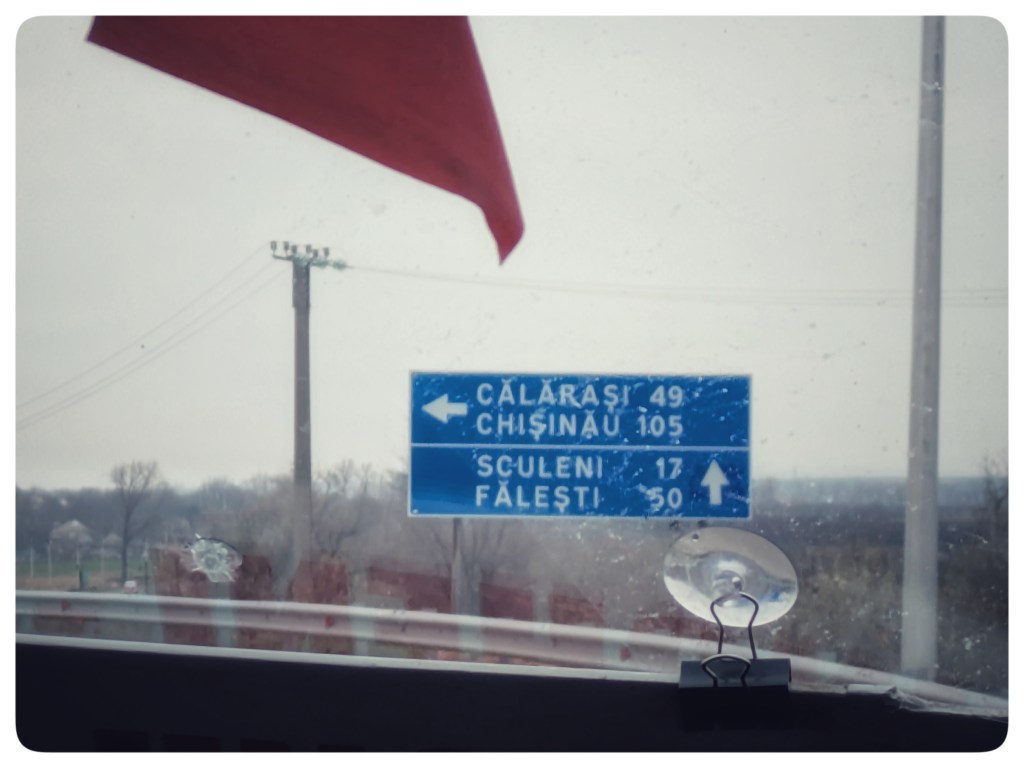 CĂLĂRAȘI 49
CHIȘINĂU 105
SCULENI 17
FĂLEȘTI 50